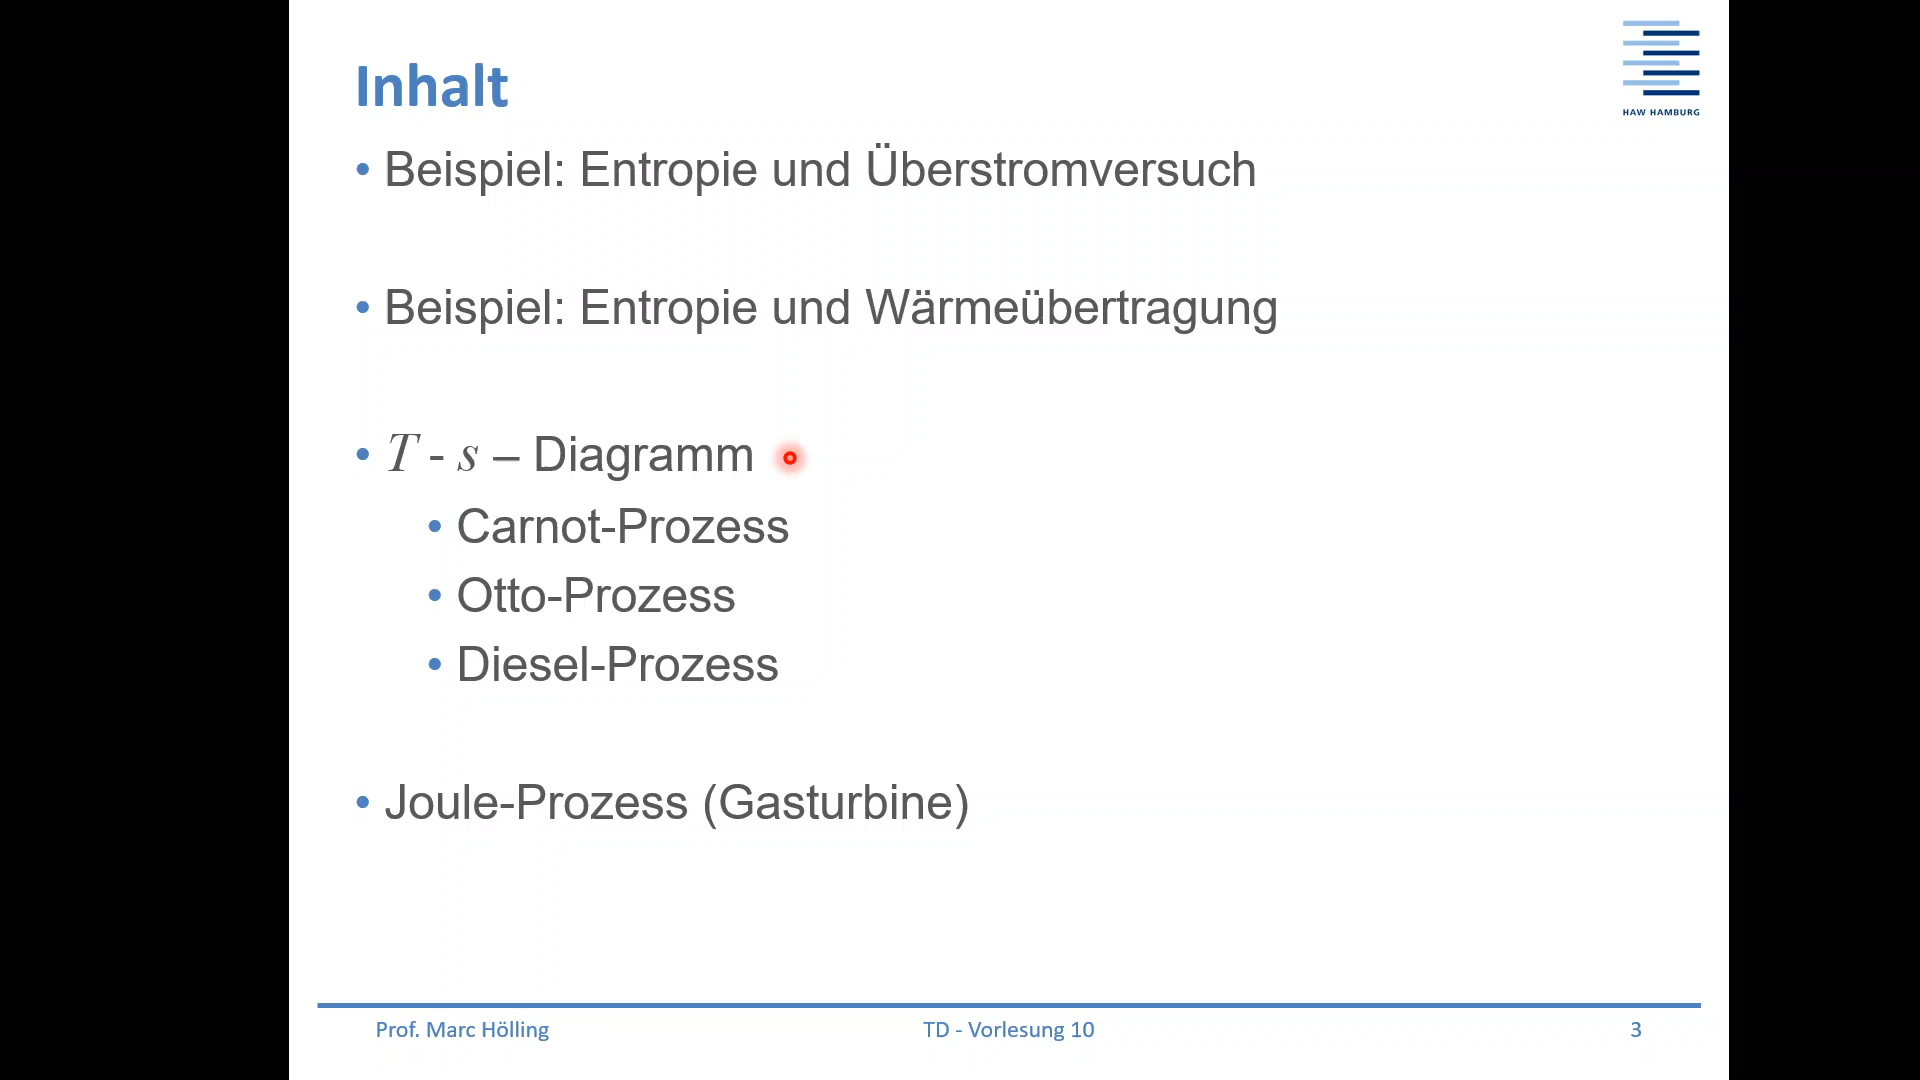 Inhalt
HAW HAMBURG
• Beispiel: Entropie und Überstromversuch
• Beispiel: Entropie und Wärmeübertragung
• T - s – Diagramm
• Carnot-Prozess
• Otto-Prozess
• Diesel-Prozess
• Joule-Prozess (Gasturbine)
Prof. Marc Hölling
TD - Vorlesung 10
3